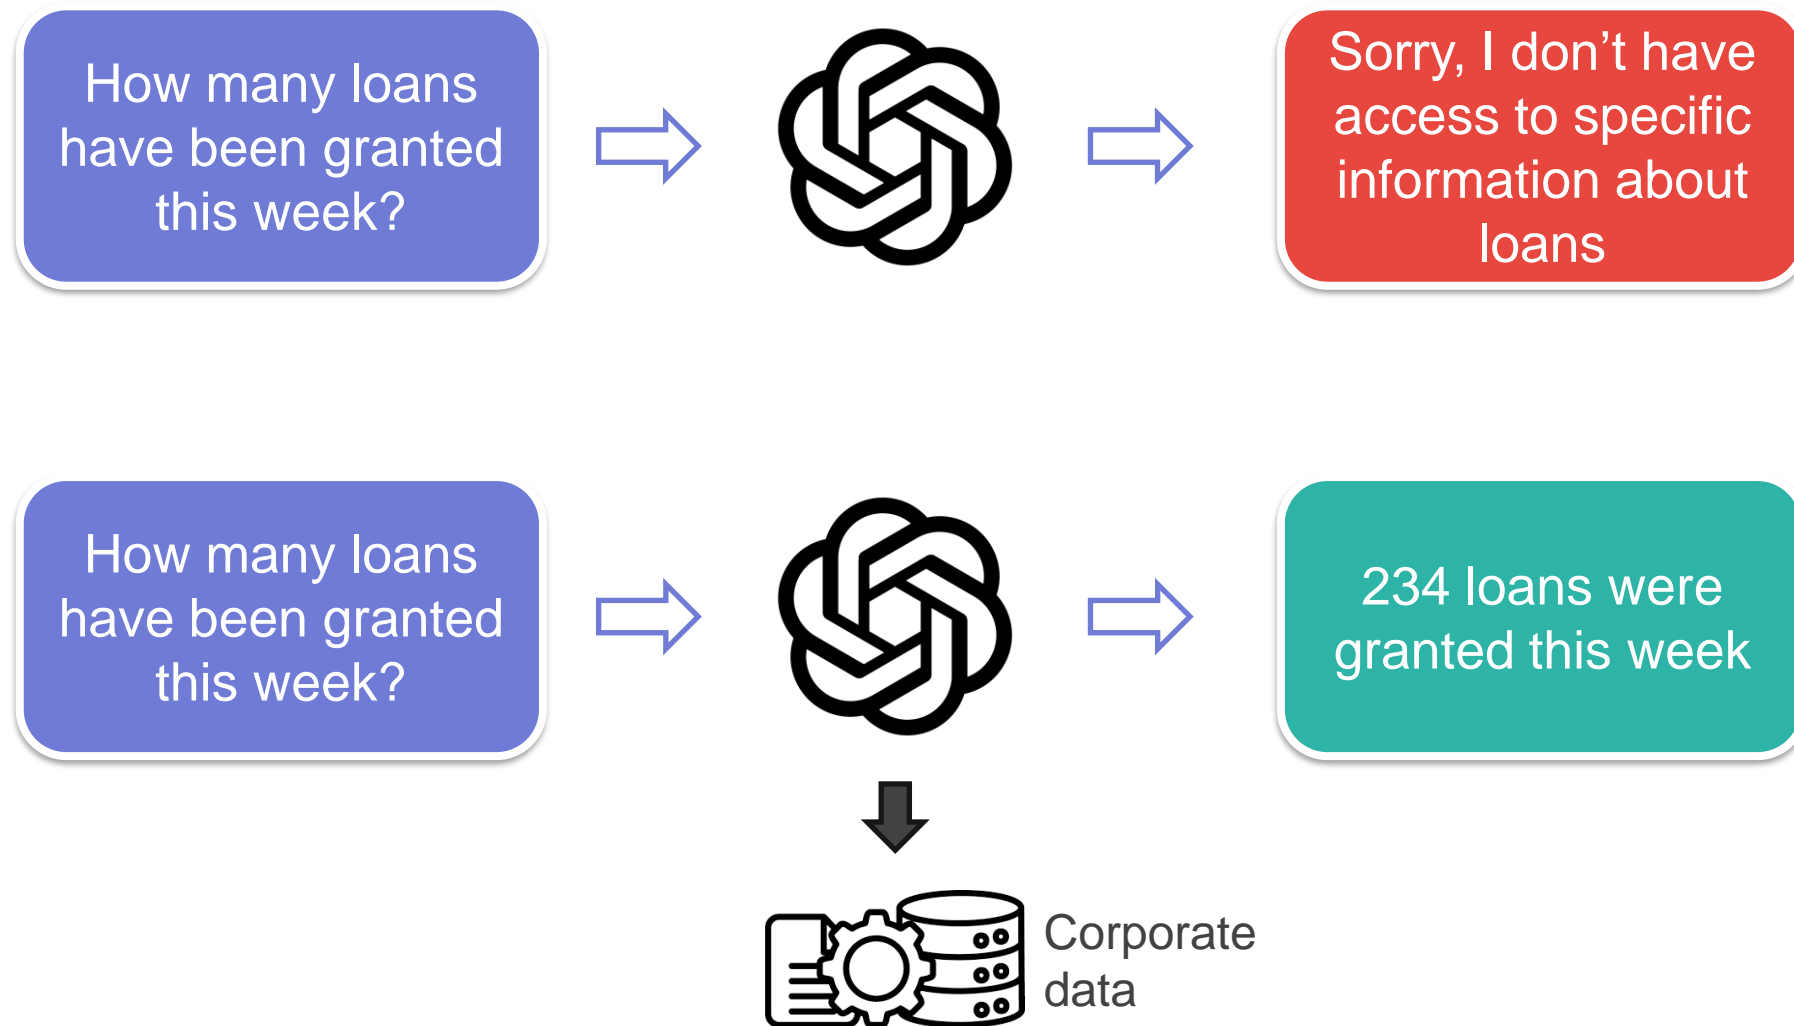 How many loans
have been granted
this week?
Sorry, I don’t have
access to specific
information about
loans
How many loans
have been granted
this week?
234 loans were
granted this week
Corporate
data